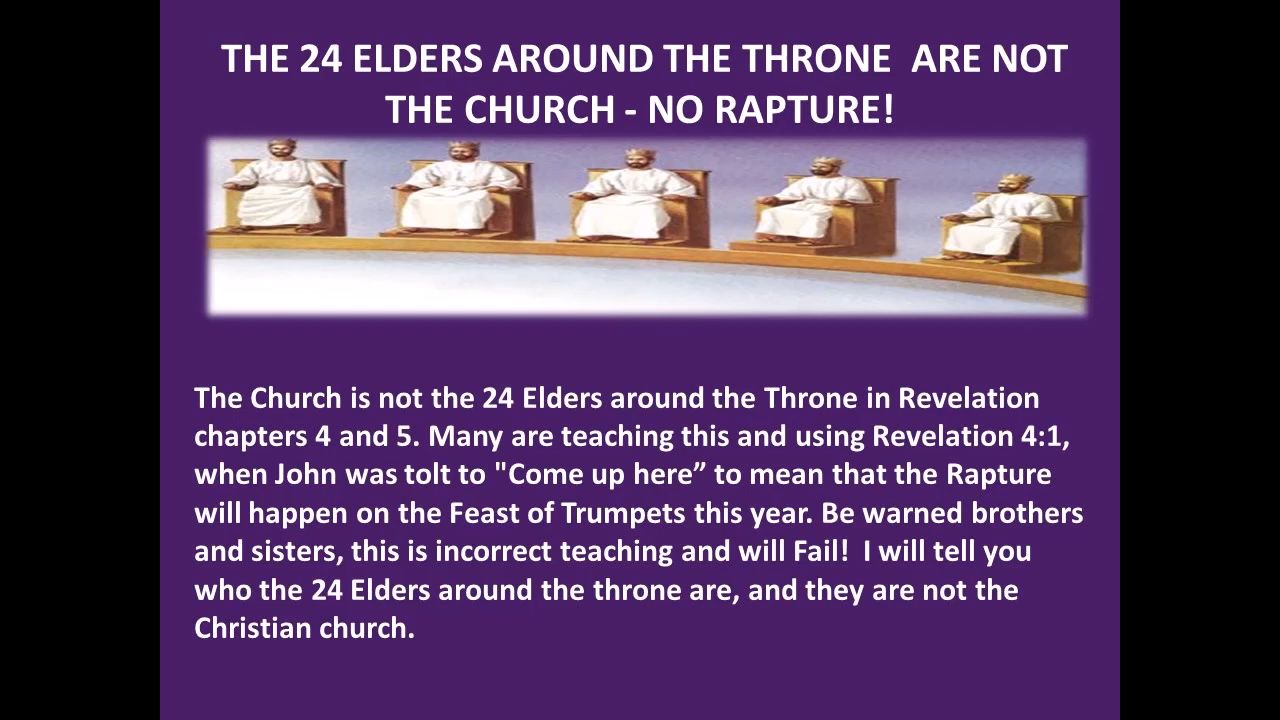 THE 24 ELDERS AROUND THE THRONE  ARE NOT
THE CHURCH - NO RAPTURE!
The Church is not the 24 Elders around the Throne in Revelation
chapters 4 and 5. Many are teaching this and using Revelation 4:1,
when John was tolt to "Come up here” to mean that the Rapture
will happen on the Feast of Trumpets this year. Be warned brothers
and sisters, this is incorrect teaching and will Fail!  I will tell you
who the 24 Elders around the throne are, and they are not the
Christian church.